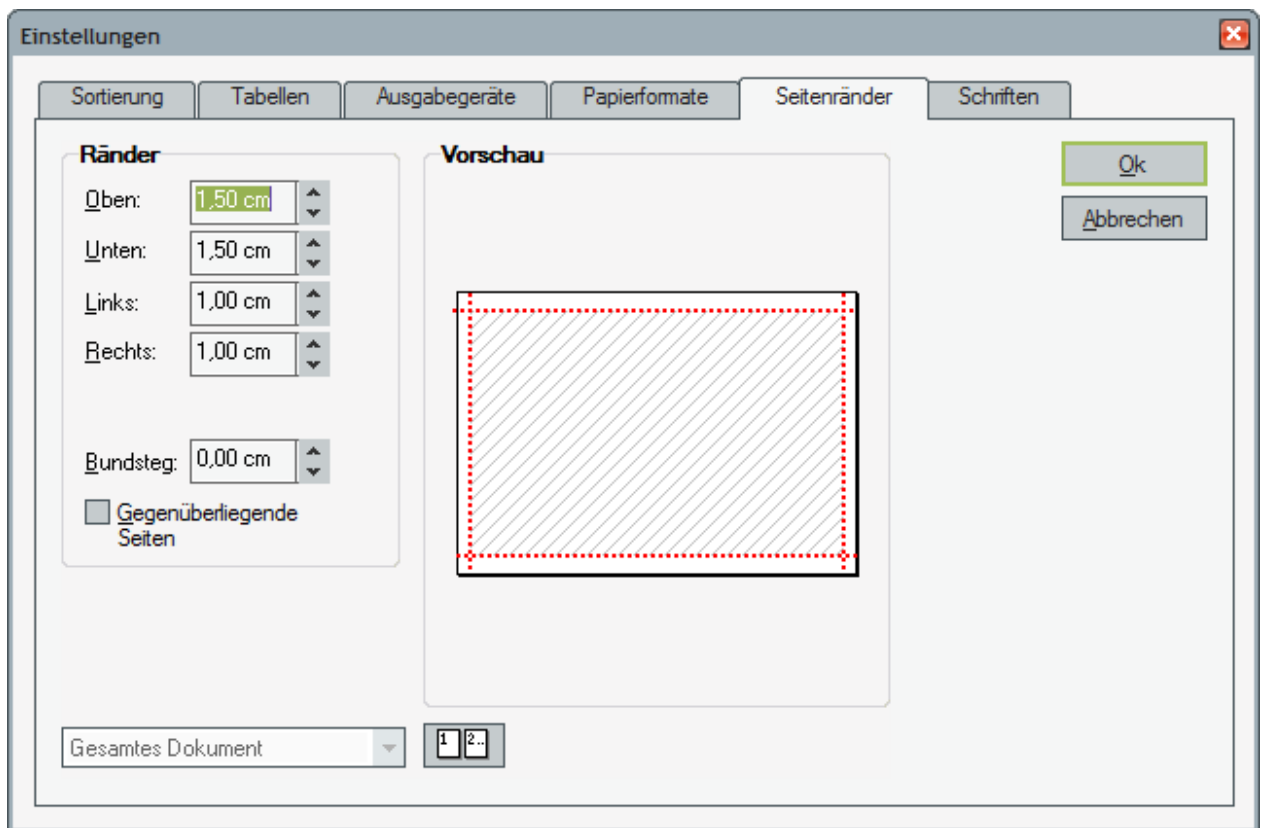 Einstellungen
Sortierung
Tabellen
Ausgabegeräte
Papierformate
Seitenränder
Schriften
Ränder
Oben:
1,50 cm
Unten:
1,50 cm
Links:
1,00 cm
Rechts:
1,00 cm
Bundsteg:
0,00 cm
Gegenüberliegende
Seiten
Vorschau
Ok
Abbrechen
Gesamtes Dokument
1
2..